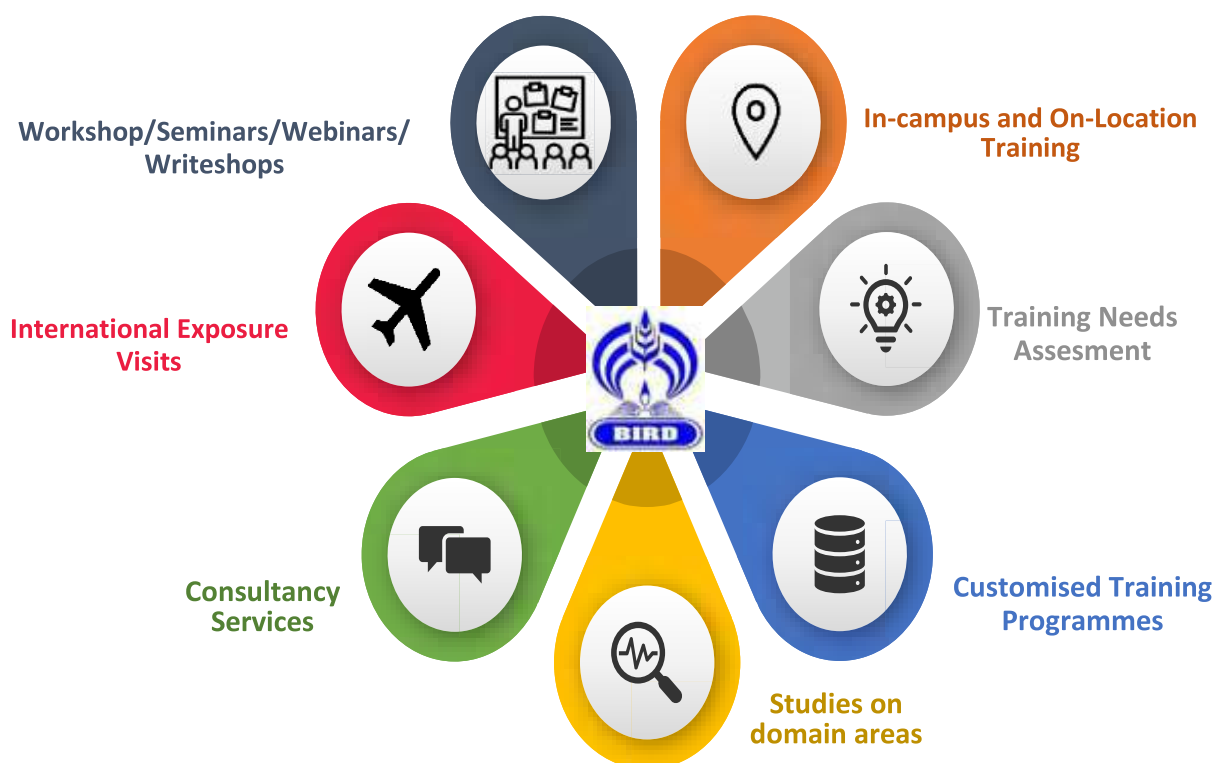 Workshop/Seminars/Webinars/
Writeshops
In-campus and On-Location
Training
International Exposure
Visits
Training Needs
Assesment
BIRD
Consultancy
Services
Customised Training
Programmes
Studies on
domain areas